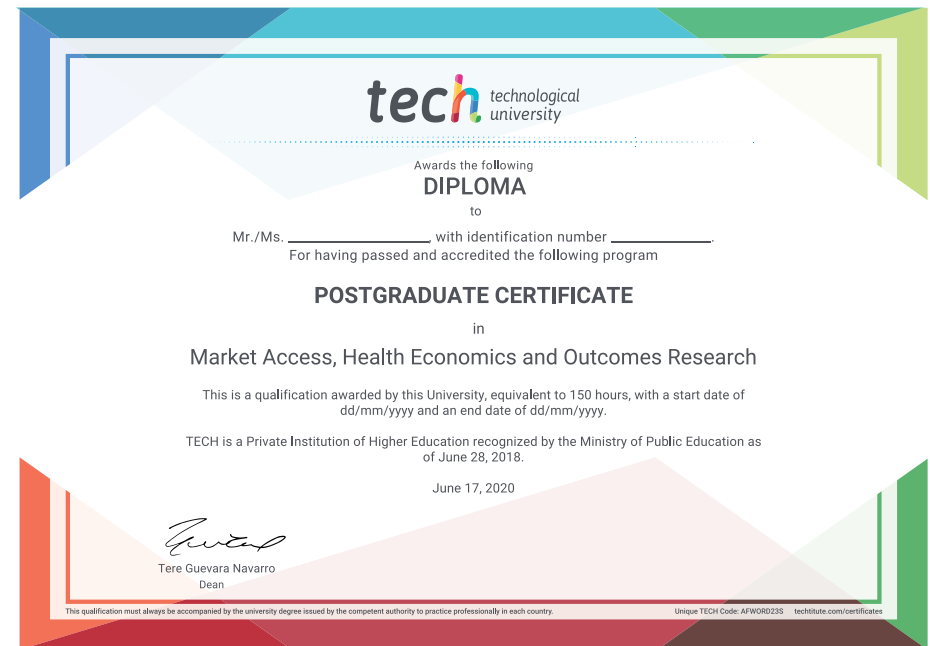 tech technological
university
Awards the following
DIPLOMA
to
Mr./Ms. ____________, with identification number ____________.
For having passed and accredited the following program
POSTGRADUATE CERTIFICATE
in
Market Access, Health Economics and Outcomes Research
This is a qualification awarded by this University, equivalent to 150 hours, with a start date of
dd/mm/yyyy and an end date of dd/mm/yyyy.
TECH is a Private Institution of Higher Education recognized by the Ministry of Public Education as
of June 28, 2018.
June 17, 2020
Tere Guevara Navarro
Dean
This qualification must always be accompanied by the university degree issued by the competent authority to practice professionally in each country.
Unique TECH Code: AFWORD23S techtitute.com/certificates